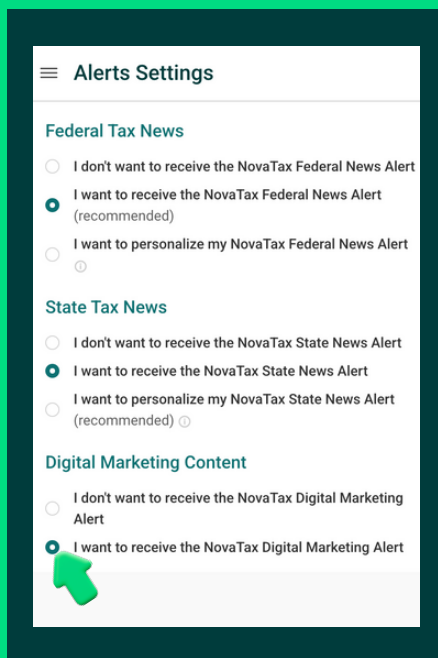 Alerts Settings
Federal Tax News
I don't want to receive the NovaTax Federal News Alert
I want to receive the NovaTax Federal News Alert
(recommended)
I want to personalize my NovaTax Federal News Alert
State Tax News
I don't want to receive the NovaTax State News Alert
I want to receive the NovaTax State News Alert
I want to personalize my NovaTax State News Alert
(recommended)
Digital Marketing Content
I don't want to receive the NovaTax Digital Marketing
Alert
I want to receive the NovaTax Digital Marketing Alert